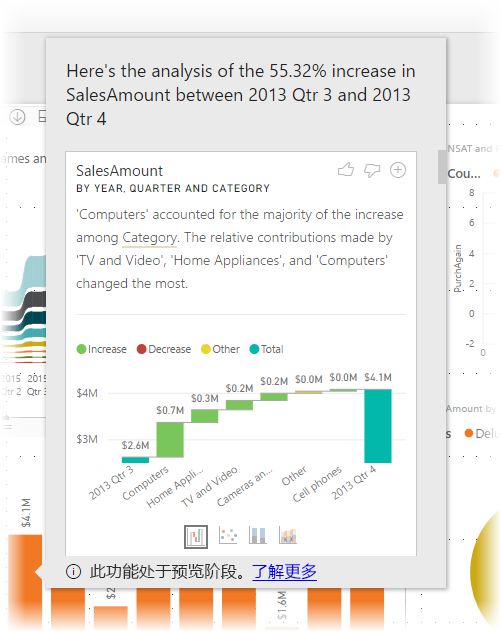 Here's the analysis of the 55.32% increase in
SalesAmount between 2013 Qtr 3 and 2013
Qtr 4
SalesAmount
BY YEAR, QUARTER AND CATEGORY
'Computers' accounted for the majority of the increase
among Category. The relative contributions made by
'TV and Video', 'Home Appliances', and 'Computers'
changed the most.
Increase Decrease Other Total
$4M
$3M
$2.6M
$0.7M
$0.3M
$0.2M
$0.2M
$0.0M
$0.0M
$4.1M
2013 Qtr 3
Computers
Home Appli...
TV and Video
Cameras an...
Other
Cell phones
2013 Qtr 4
此功能处于预览阶段。了解更多
ames an
2015
Qtr 2
$4.1M
$2
$1.6M
NSAT and
Cou...
PurchAgain
8
6
4
2
0
-2
0
Amount by
s
Delu